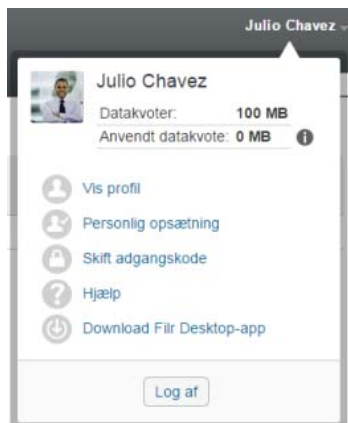 Julio Chavez
Julio Chavez
Datakvoter: 100 MB
Anvendt datakvote: 0 MB
Vis profil
Personlig opsætning
Skift adgangskode
Hjælp
Download Filr Desktop-app
Log af